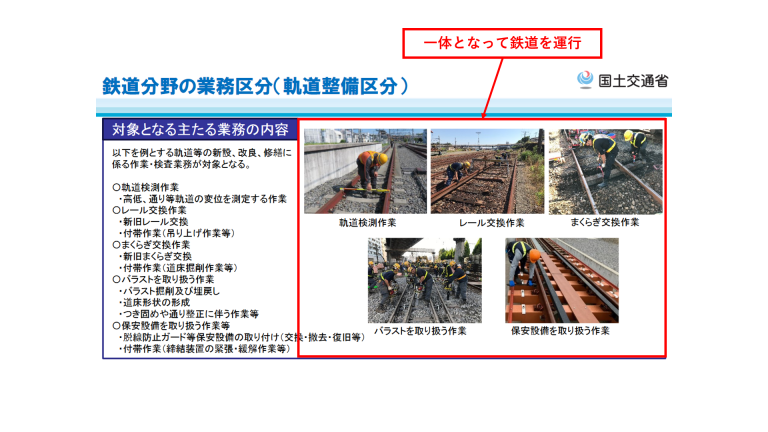 一体となって鉄道を運行
鉄道分野の業務区分(軌道整備区分)
国土交通省
対象となる主たる業務の内容
以下を例とする軌道等の新設、改良、修繕に
係る作業・検査業務が対象となる。
○軌道検測作業
・高低、通り等軌道の変位を測定する作業
○レール交換作業
・新旧レール交換
・付帯作業(吊り上げ作業等)
○まくらぎ交換作業
・新旧まくらぎ交換
・付帯作業(道床掘削作業等)
○バラストを取り扱う作業
・バラスト掘削及び埋戻し
・道床形状の形成
・つき固めや通り整正に伴う作業等
○保安設備を取り扱う作業等
・脱線防止ガード等保安設備の取り付け(交換・撤去・復旧等)
・付帯作業(締結装置の緊張・緩解作業等)
軌道検測作業
レール交換作業
まくらぎ交換作業
バラストを取り扱う作業
保安設備を取り扱う作業